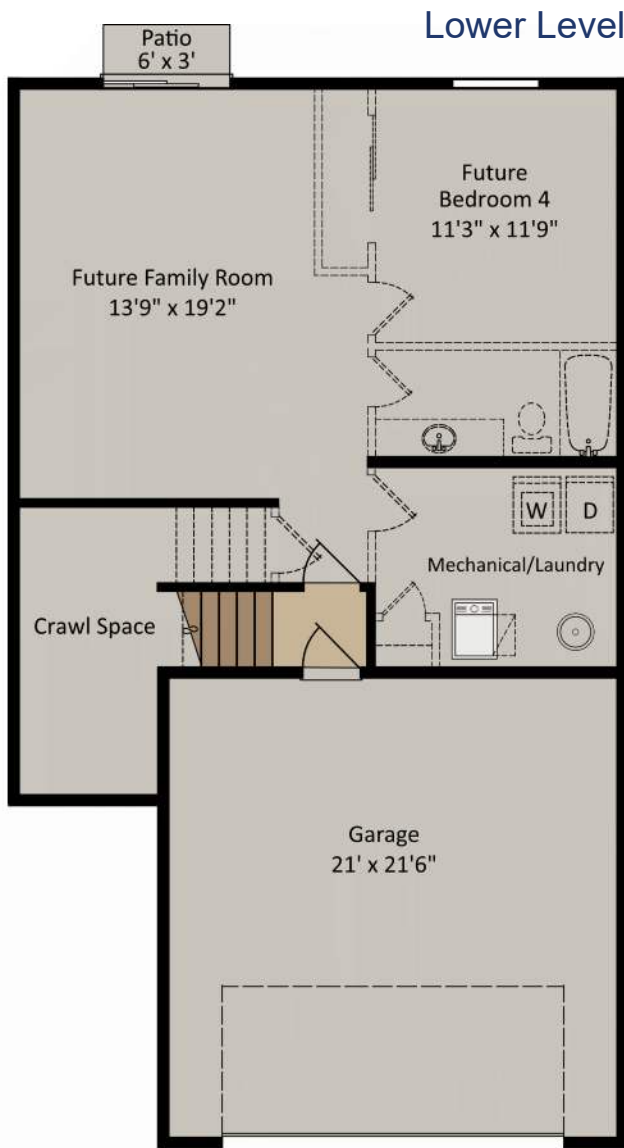 Lower Level
Patio
6' x 3'
Future
Bedroom 4
11'3" x 11'9"
Future Family Room
13'9" x 19'2"
W
D
Mechanical/Laundry
Crawl Space
Garage
21' x 21'6"